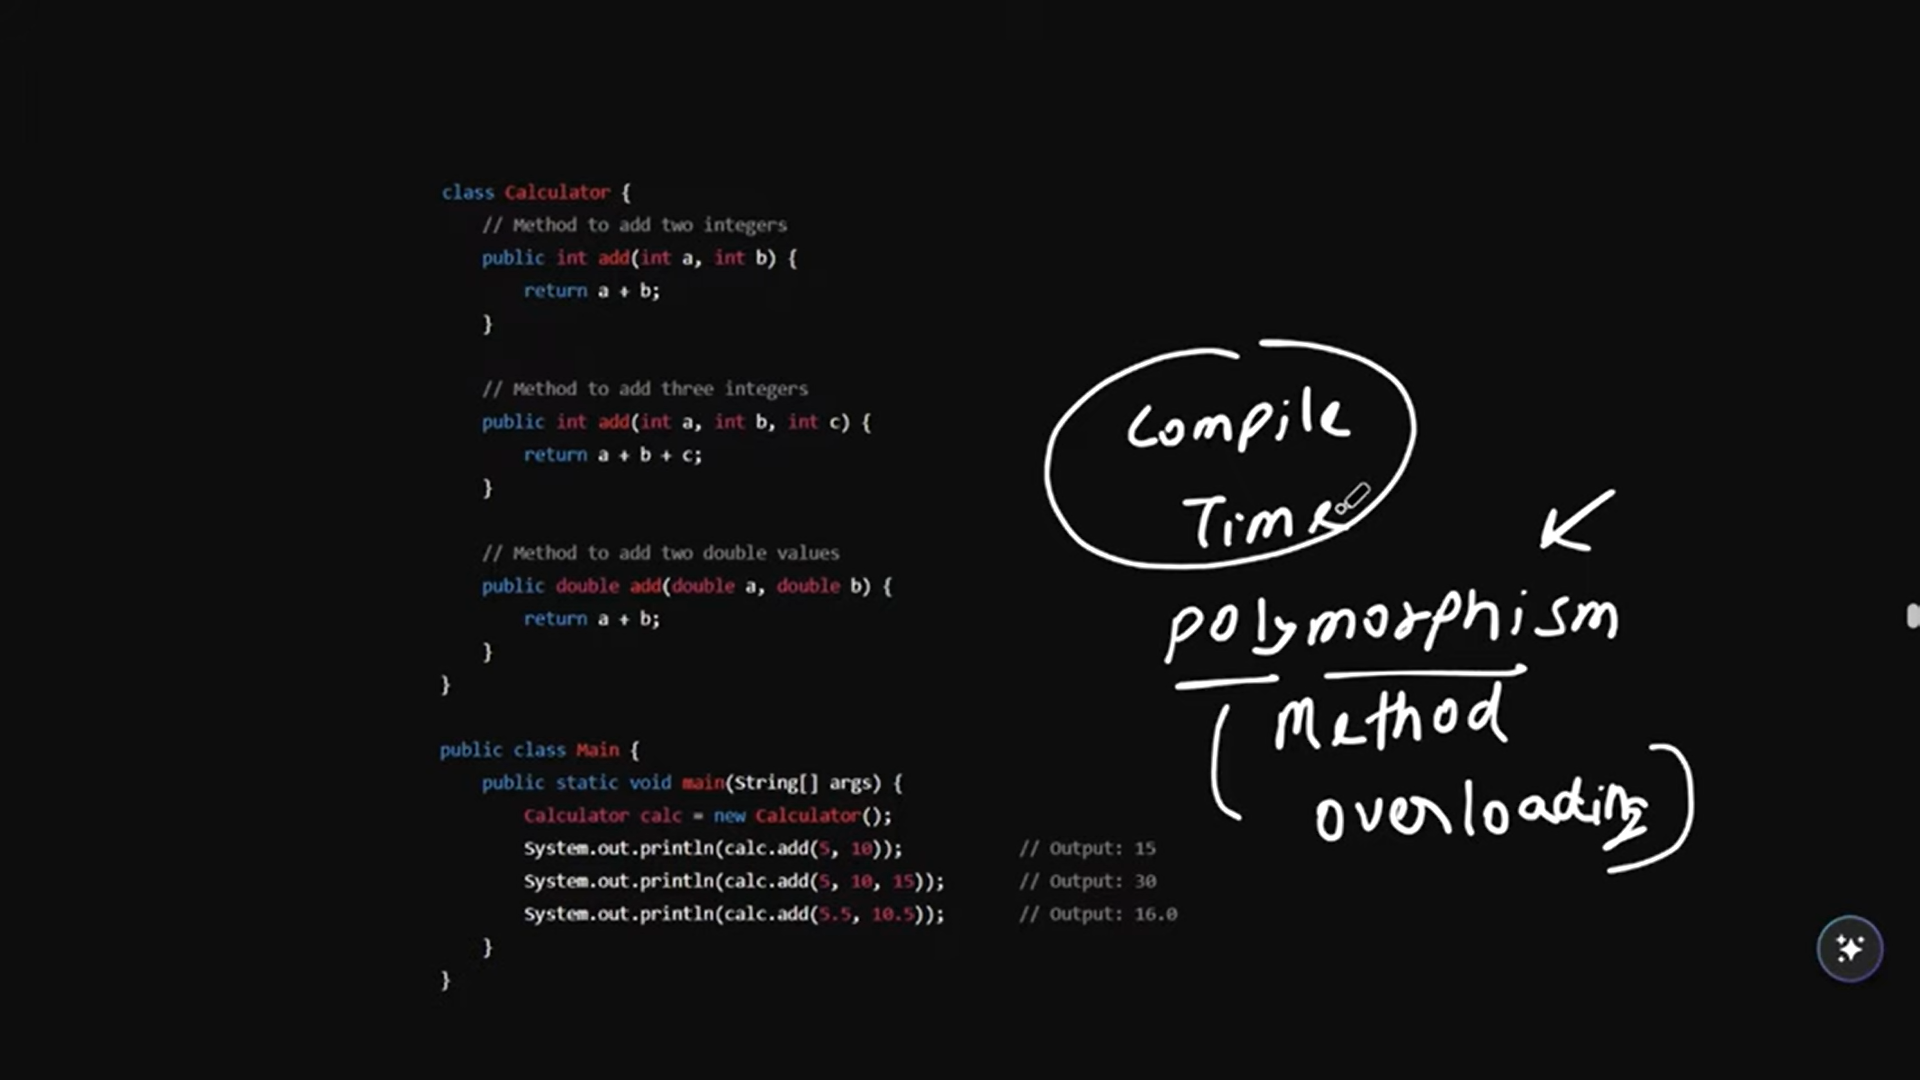 class Calculator {
// Method to add two integers
public int add(int a, int b) {
return a + b;
}
// Method to add three integers
public int add(int a, int b, int c) {
return a + b + c;
}
// Method to add two double values
public double add(double a, double b) {
return a + b;
}
}
public class Main {
public static void main(String[] args) {
Calculator calc = new Calculator();
System.out.println(calc.add(5, 10)); // Output: 15
System.out.println(calc.add(5, 10, 15)); // Output: 30
System.out.println(calc.add(5.5, 10.5)); // Output: 16.0
}
}
Compile
Time
polymorphism
(Method
overloading)